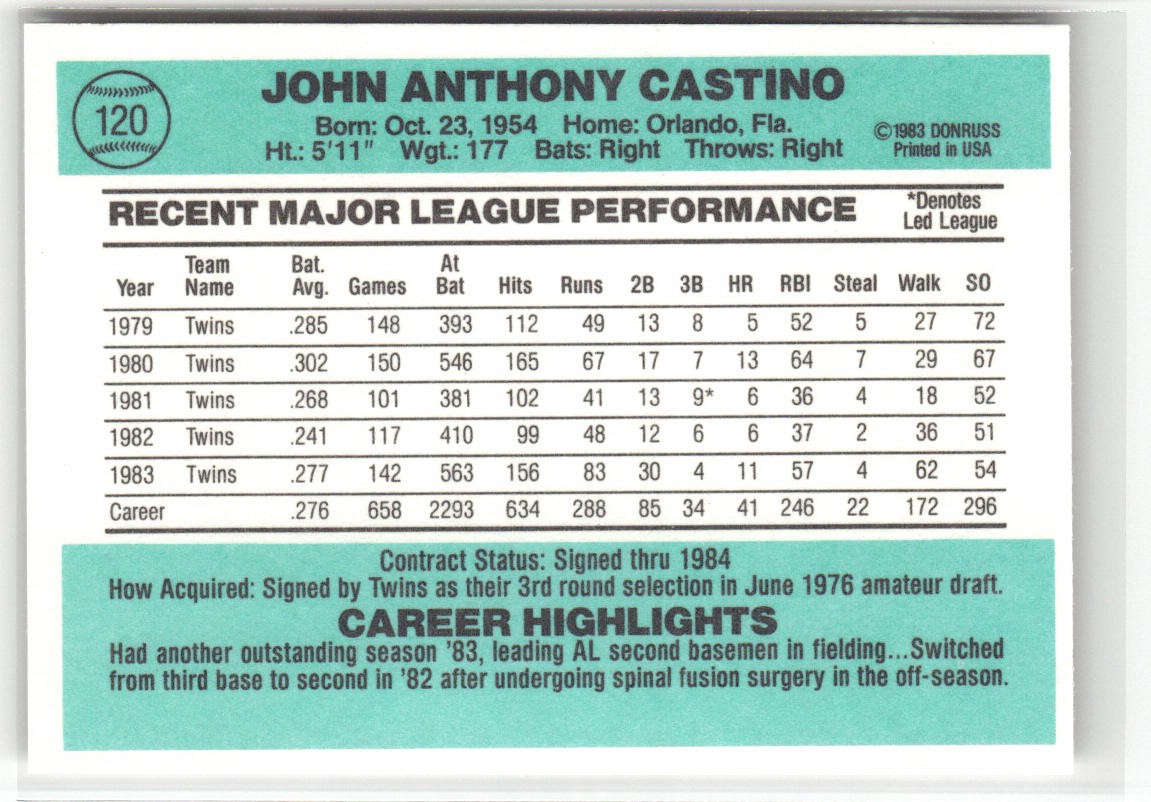 120
JOHN ANTHONY CASTINO
Born: Oct. 23, 1954 Home: Orlando, Fla.
Ht.: 5'11" Wgt.: 177 Bats: Right Throws: Right
©1983 DONRUSS
Printed in USA
RECENT MAJOR LEAGUE PERFORMANCE
*Denotes
Led League
Year Team Name Bat. Avg. Games At Bat Hits Runs 2B 3B HR RBI Steal Walk SO
1979 Twins .285 148 393 112 49 13 8 5 52 5 27 72
1980 Twins .302 150 546 165 67 17 7 13 64 7 29 67
1981 Twins .268 101 381 102 41 13 9* 6 36 4 18 52
1982 Twins .241 117 410 99 48 12 6 6 37 2 36 51
1983 Twins .277 142 563 156 83 30 4 11 57 4 62 54
Career .276 658 2293 634 288 85 34 41 246 22 172 296
Contract Status: Signed thru 1984
How Acquired: Signed by Twins as their 3rd round selection in June 1976 amateur draft.
CAREER HIGHLIGHTS
Had another outstanding season '83, leading AL second basemen in fielding...Switched
from third base to second in '82 after undergoing spinal fusion surgery in the off-season.